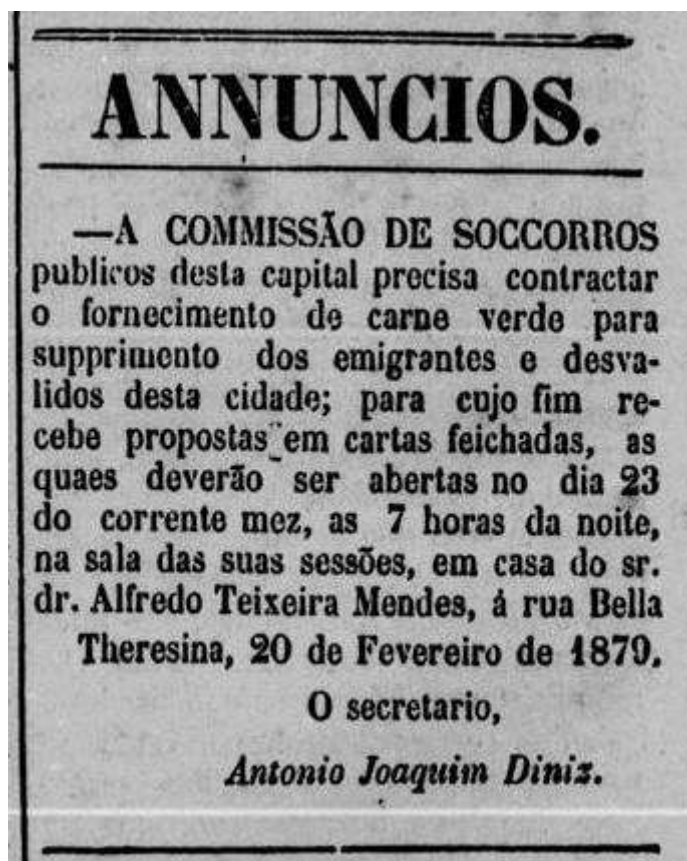 ANNUNCIOS.
—A COMMISSÃO DE SOCCORROS
publicos desta capital precisa contractar
o fornecimento de carne verde para
supprimento dos emigrantes e desva-
lidos desta cidade; para cujo fim re-
cebe propostas em cartas feichadas, as
quaes deverão ser abertas no dia 23
do corrente mez, as 7 horas da noite,
na sala das suas sessões, em casa do sr.
dr. Alfredo Teixeira Mendes, á rua Bella
Theresina, 20 de Fevereiro de 1879.
O secretario,
Antonio Joaquim Diniz.